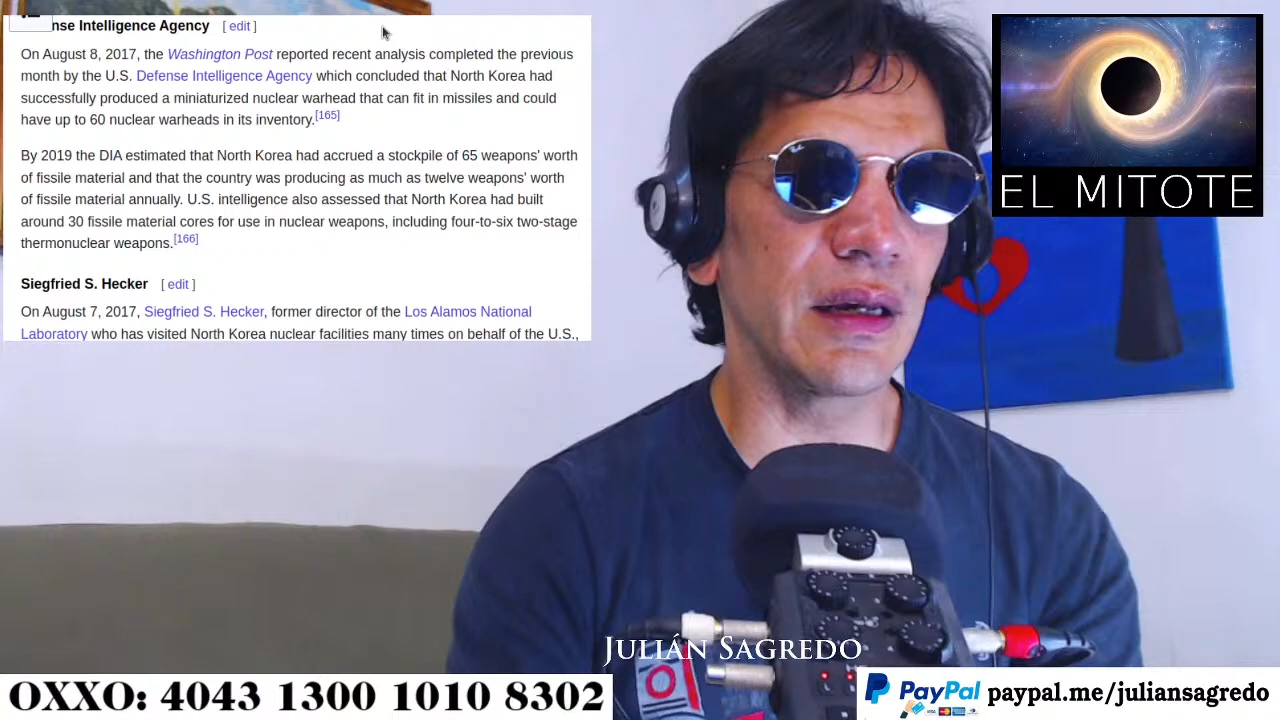 nse Intelligence Agency [ edit ]
On August 8, 2017, the Washington Post reported recent analysis completed the previous
month by the U.S. Defense Intelligence Agency which concluded that North Korea had
successfully produced a miniaturized nuclear warhead that can fit in missiles and could
have up to 60 nuclear warheads in its inventory.[165]
By 2019 the DIA estimated that North Korea had accrued a stockpile of 65 weapons' worth
of fissile material and that the country was producing as much as twelve weapons' worth
of fissile material annually. U.S. intelligence also assessed that North Korea had built
around 30 fissile material cores for use in nuclear weapons, including four-to-six two-stage
thermonuclear weapons.[166]
Siegfried S. Hecker [ edit ]
On August 7, 2017, Siegfried S. Hecker, former director of the Los Alamos National
Laboratory who has visited North Korea nuclear facilities many times on behalf of the U.S.,
EL MITOTE
Ray-Ban
JULIÁN SAGREDO
OXXO: 4043 1300 1010 8302
PayPal paypal.me/juliansagredo